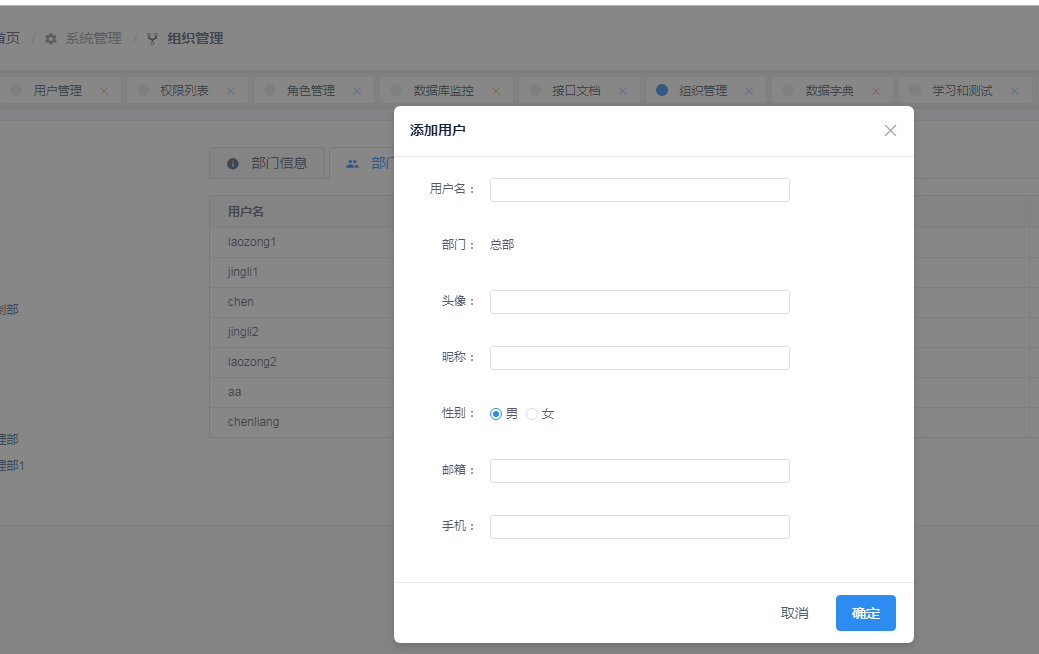 首页 / 系统管理 / 组织管理
用户管理 权限列表 角色管理 数据库监控 接口文档 组织管理 数据字典 学习和测试
添加用户
部门信息 部门
用户名
laozong1
jingli1
chen
制部
jingli2
laozong2
aa
chenliang
理部
理部1
用户名：
部门： 总部
头像：
昵称：
性别： 男 女
邮箱：
手机：
取消 确定